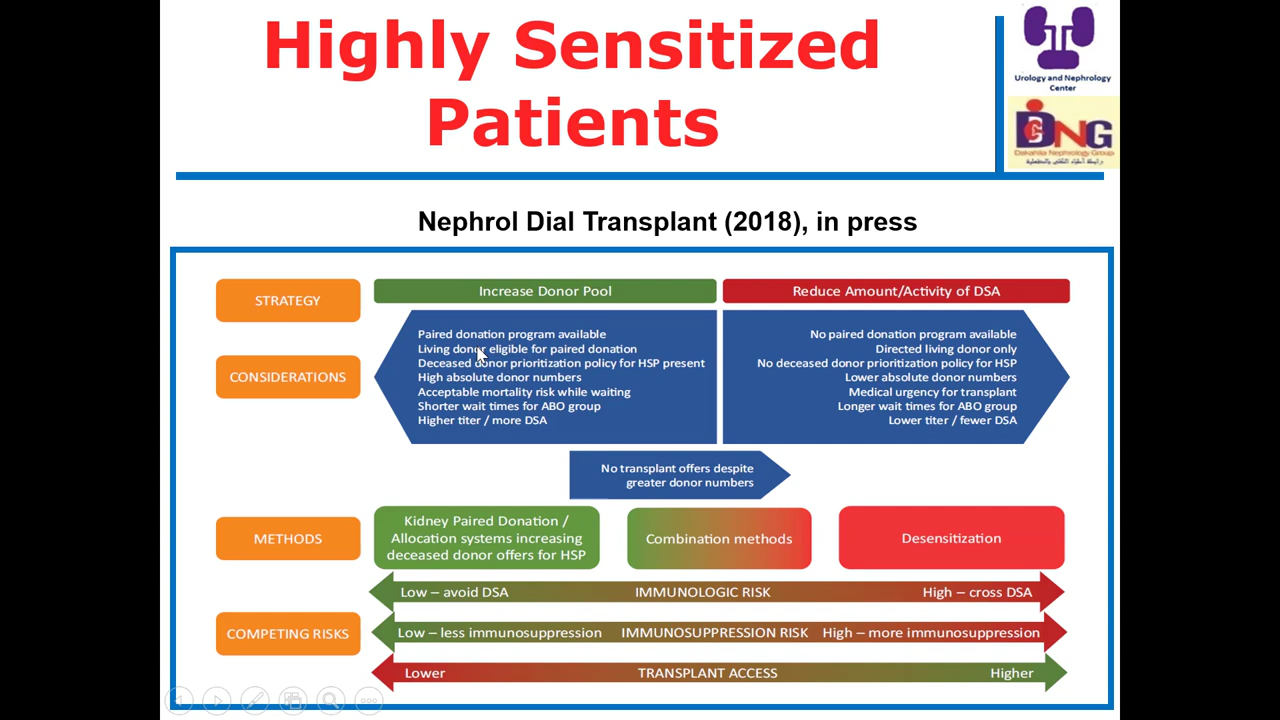 Highly Sensitized
Patients
Urology and Nephrology
Center
DNG
Dakahlia Nephrology Group
Nephrol Dial Transplant (2018), in press
STRATEGY
Increase Donor Pool
Reduce Amount/Activity of DSA
CONSIDERATIONS
Paired donation program available
Living donor eligible for paired donation
Deceased donor prioritization policy for HSP present
High absolute donor numbers
Acceptable mortality risk while waiting
Shorter wait times for ABO group
Higher titer / more DSA
No paired donation program available
Directed living donor only
No deceased donor prioritization policy for HSP
Lower absolute donor numbers
Medical urgency for transplant
Longer wait times for ABO group
Lower titer / fewer DSA
No transplant offers despite
greater donor numbers
METHODS
Kidney Paired Donation /
Allocation systems increasing
deceased donor offers for HSP
Combination methods
Desensitization
COMPETING RISKS
Low – avoid DSA IMMUNOLOGIC RISK High – cross DSA
Low – less immunosuppression IMMUNOSUPPRESSION RISK High – more immunosuppression
Lower TRANSPLANT ACCESS Higher